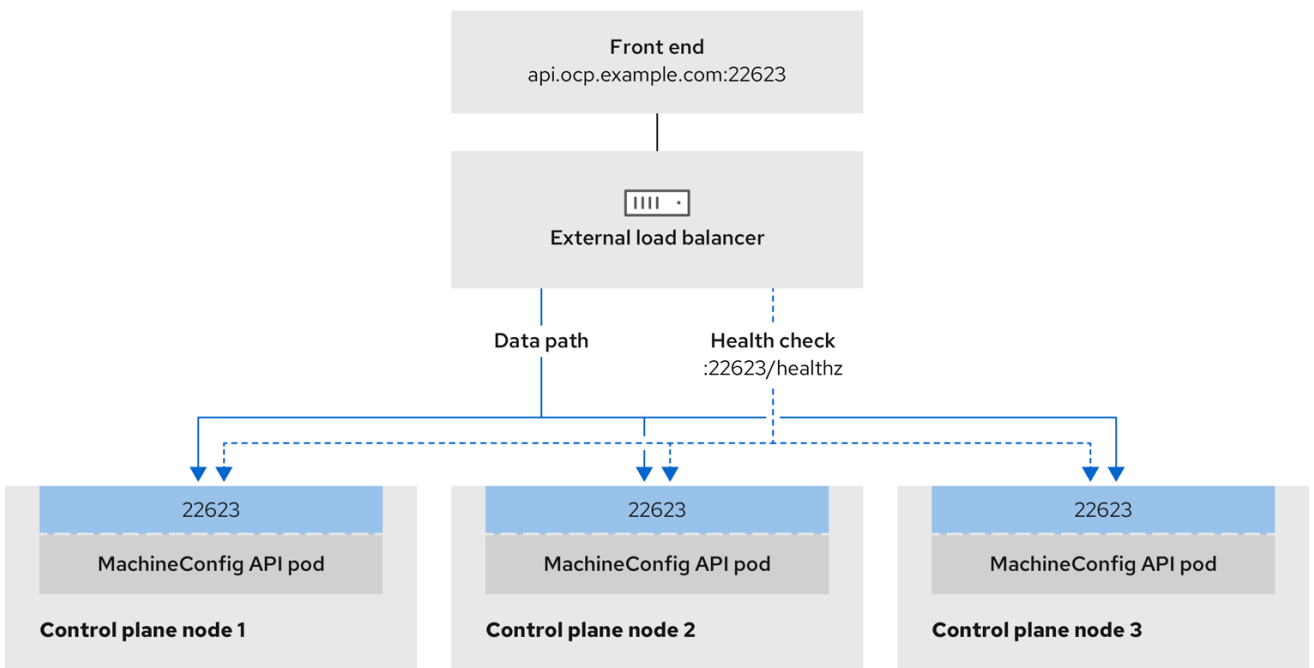 Front end
api.ocp.example.com:22623
External load balancer
Data path
Health check
:22623/healthz
22623
22623
22623
MachineConfig API pod
MachineConfig API pod
MachineConfig API pod
Control plane node 1
Control plane node 2
Control plane node 3